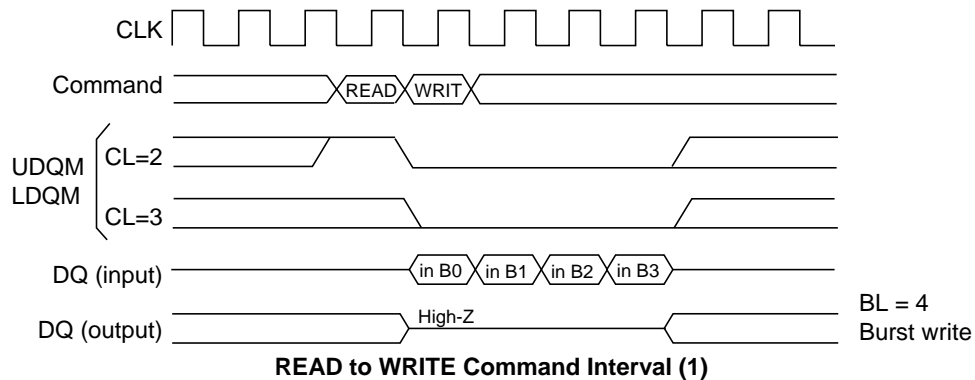 CLK
Command
READ
WRIT
UDQM
LDQM
CL=2
CL=3
DQ (input)
in B0
in B1
in B2
in B3
DQ (output)
High-Z
BL = 4
Burst write
READ to WRITE Command Interval (1)